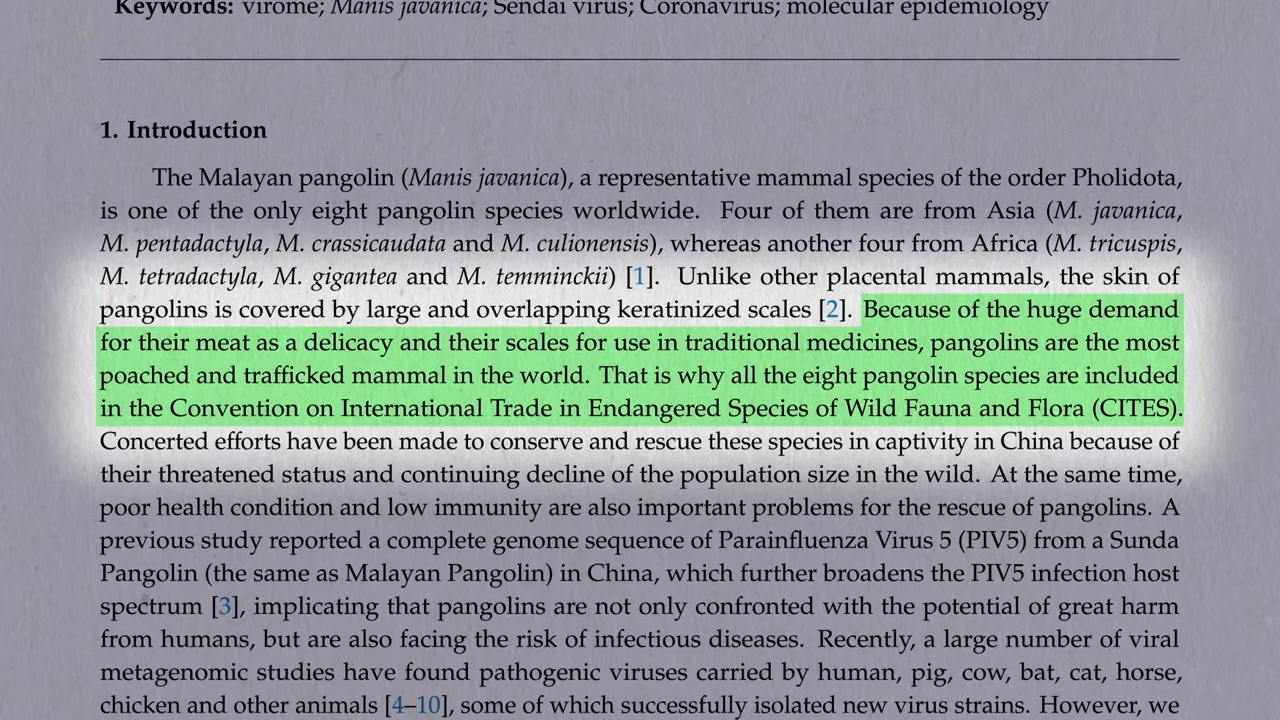 Keywords: virome; Manis javanica; Sendai virus; Coronavirus; molecular epidemiology
1. Introduction
The Malayan pangolin (Manis javanica), a representative mammal species of the order Pholidota,
is one of the only eight pangolin species worldwide. Four of them are from Asia (M. javanica,
M. pentadactyla, M. crassicaudata and M. culionensis), whereas another four from Africa (M. tricuspis,
M. tetradactyla, M. gigantea and M. temminckii) [1]. Unlike other placental mammals, the skin of
pangolins is covered by large and overlapping keratinized scales [2]. Because of the huge demand
for their meat as a delicacy and their scales for use in traditional medicines, pangolins are the most
poached and trafficked mammal in the world. That is why all the eight pangolin species are included
in the Convention on International Trade in Endangered Species of Wild Fauna and Flora (CITES).
Concerted efforts have been made to conserve and rescue these species in captivity in China because of
their threatened status and continuing decline of the population size in the wild. At the same time,
poor health condition and low immunity are also important problems for the rescue of pangolins. A
previous study reported a complete genome sequence of Parainfluenza Virus 5 (PIV5) from a Sunda
Pangolin (the same as Malayan Pangolin) in China, which further broadens the PIV5 infection host
spectrum [3], implicating that pangolins are not only confronted with the potential of great harm
from humans, but are also facing the risk of infectious diseases. Recently, a large number of viral
metagenomic studies have found pathogenic viruses carried by human, pig, cow, bat, cat, horse,
chicken and other animals [4–10], some of which successfully isolated new virus strains. However, we